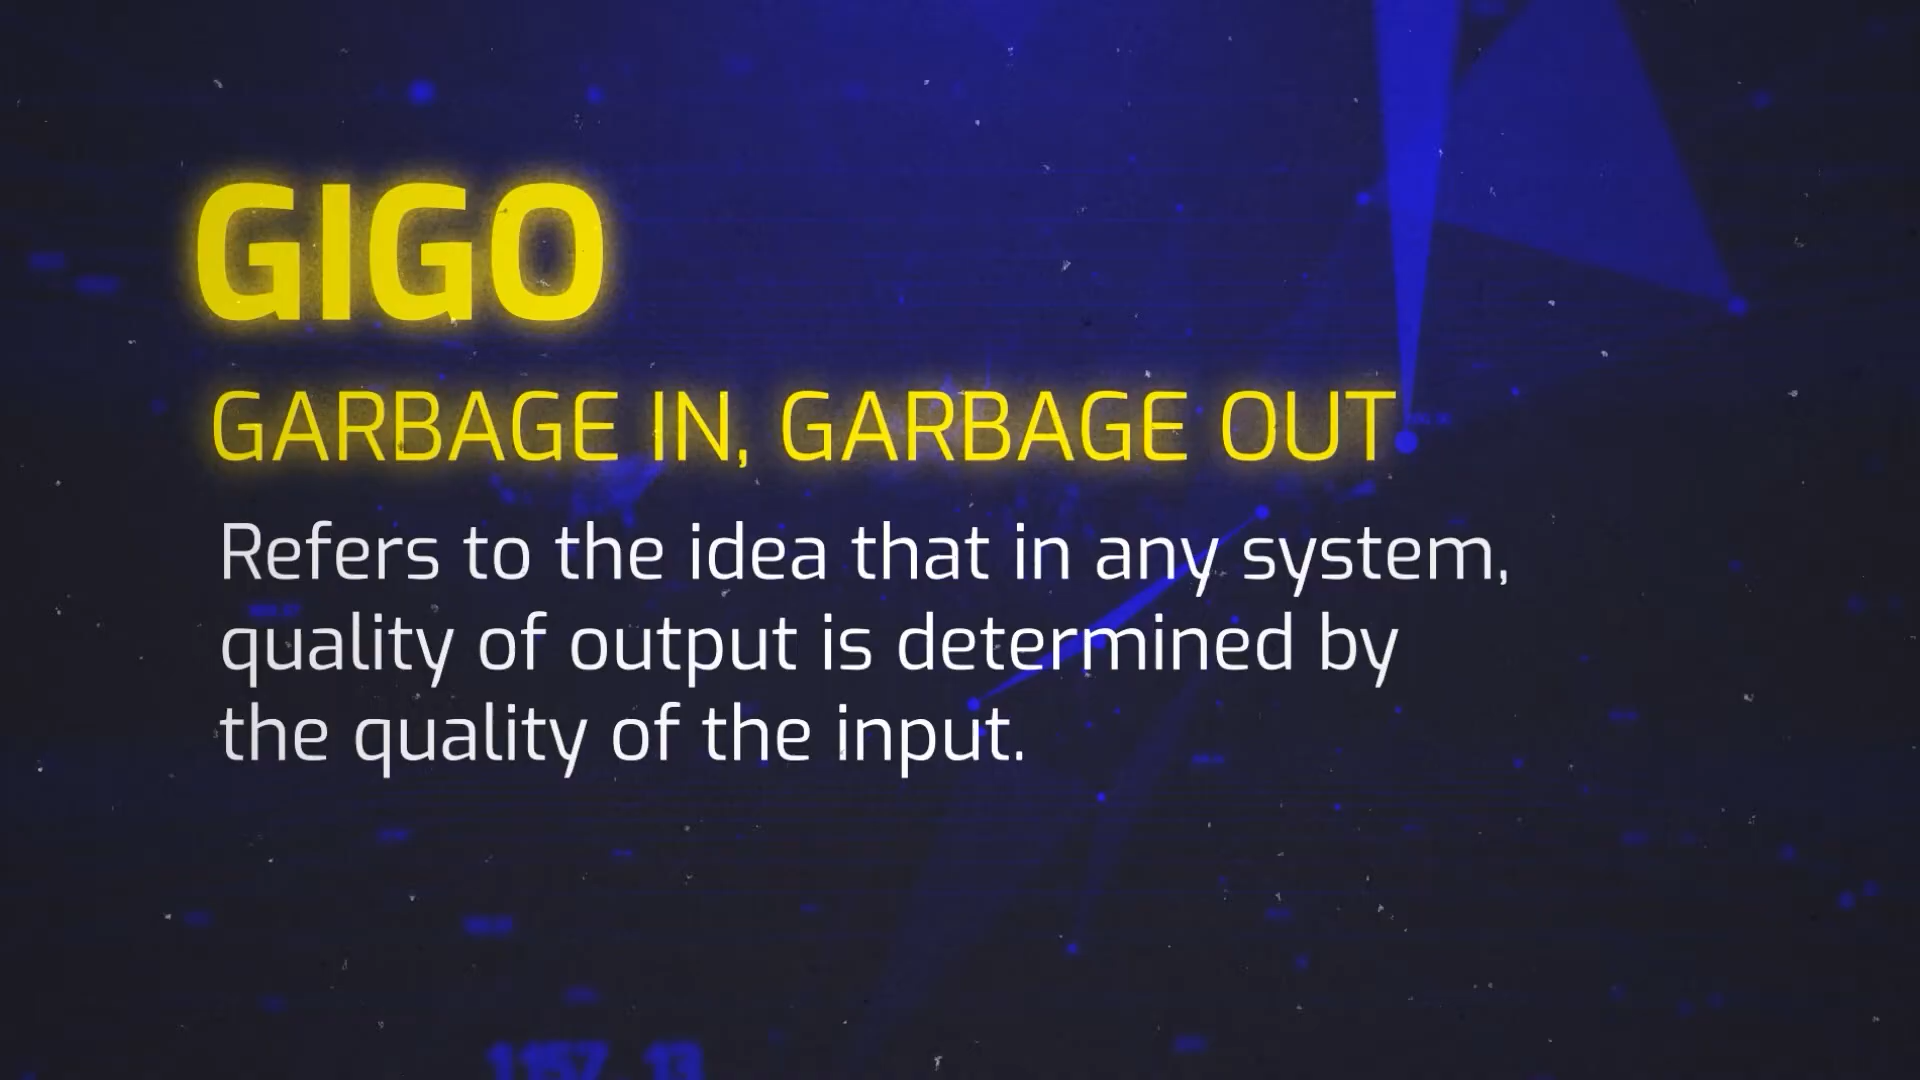 GIGO
GARBAGE IN, GARBAGE OUT
Refers to the idea that in any system,
quality of output is determined by
the quality of the input.